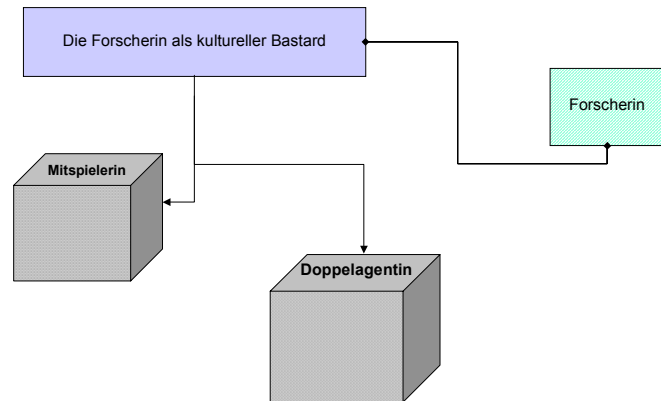 Die Forscherin als kultureller Bastard
Forscherin
Mitspielerin
Doppelagentin